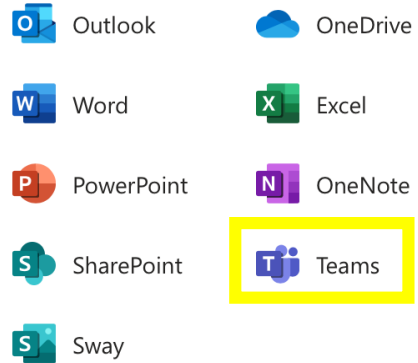 Outlook
OneDrive
Word
Excel
PowerPoint
OneNote
SharePoint
Teams
Sway